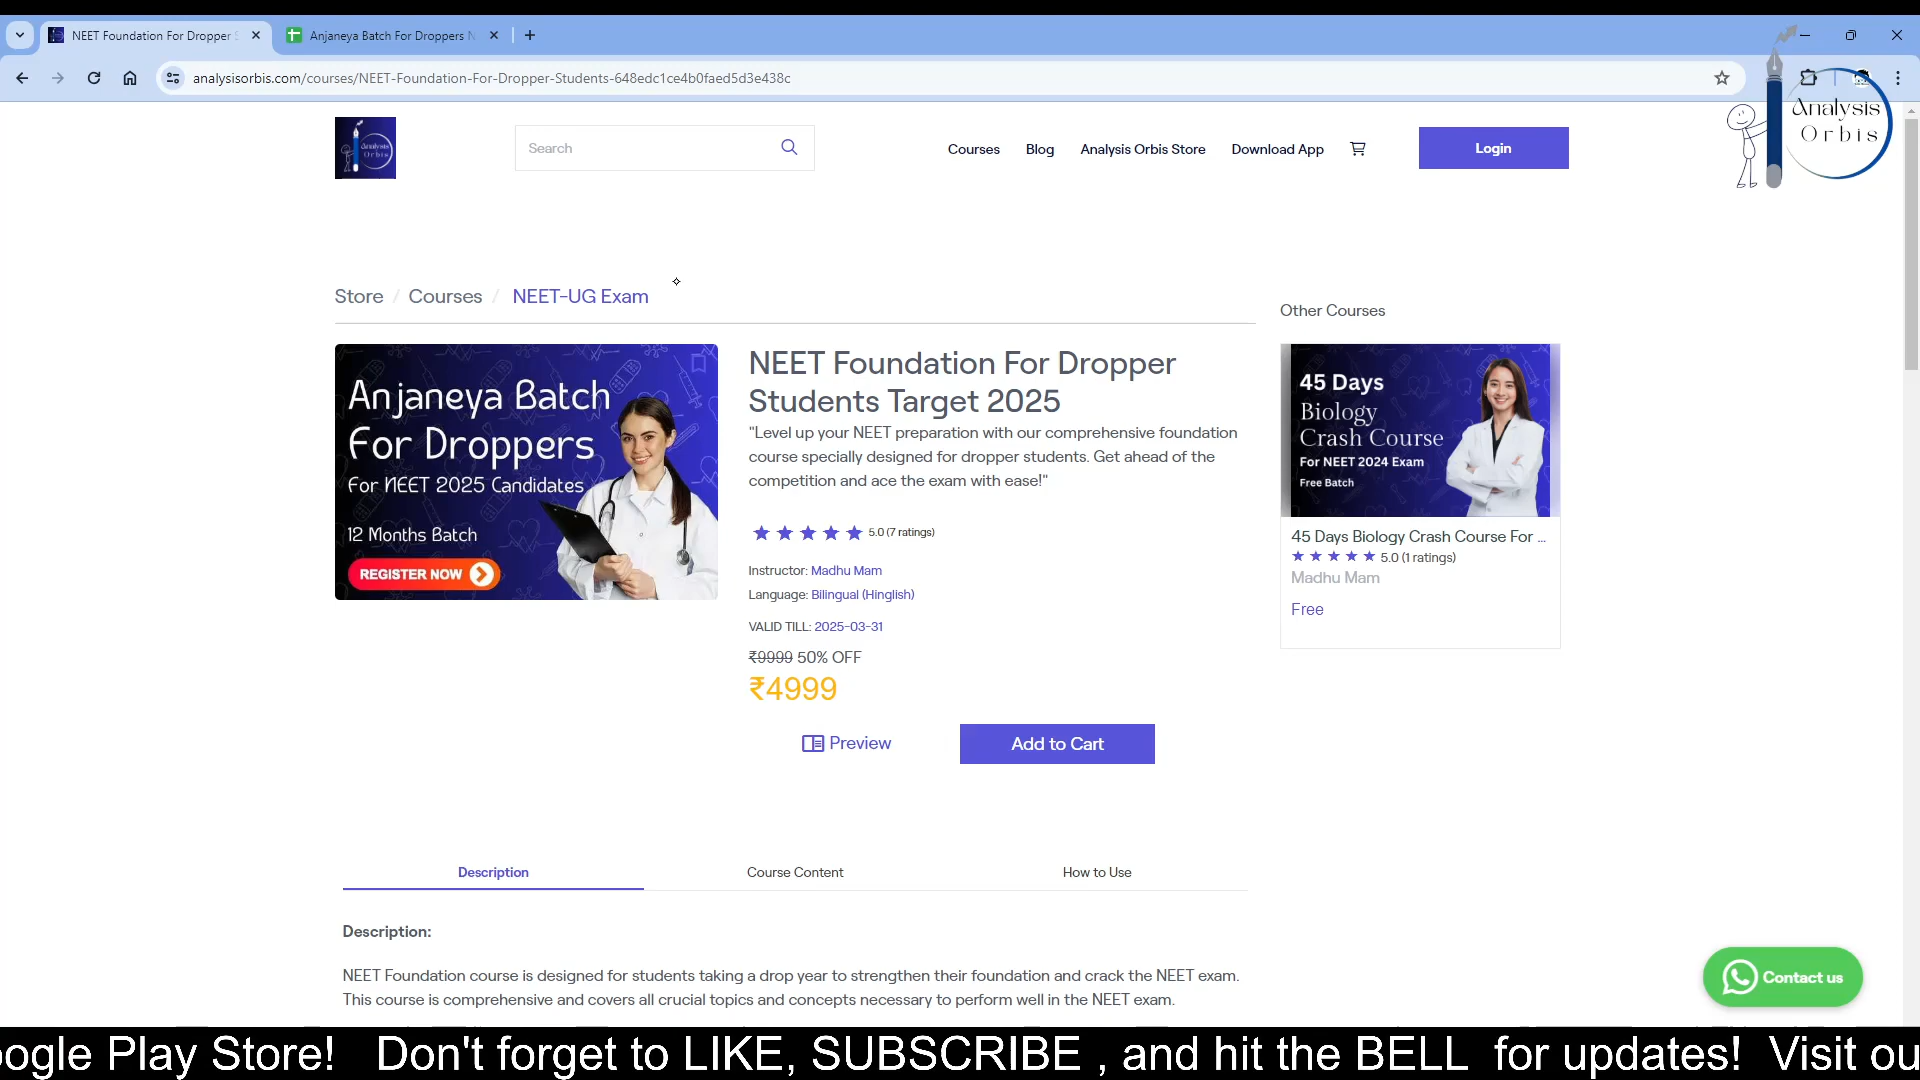 NEET Foundation For Dropper S
Anjaneya Batch For Droppers N
analysisorbis.com/courses/NEET-Foundation-For-Dropper-Students-648edc1ce4b0faed5d3e438c
Analysis
Orbis
Analysis
Orbis
Search
Courses
Blog
Analysis Orbis Store
Download App
Login
Store / Courses / NEET-UG Exam
Other Courses
Anjaneya Batch
For Droppers
For NEET 2025 Candidates
12 Months Batch
REGISTER NOW
NEET Foundation For Dropper
Students Target 2025
"Level up your NEET preparation with our comprehensive foundation
course specially designed for dropper students. Get ahead of the
competition and ace the exam with ease!"
5.0 (7 ratings)
Instructor: Madhu Mam
Language: Bilingual (Hinglish)
VALID TILL: 2025-03-31
₹9999 50% OFF
₹4999
Preview
Add to Cart
45 Days
Biology
Crash Course
For NEET 2024 Exam
Free Batch
45 Days Biology Crash Course For ...
5.0 (1 ratings)
Madhu Mam
Free
Description
Course Content
How to Use
Description:
NEET Foundation course is designed for students taking a drop year to strengthen their foundation and crack the NEET exam.
This course is comprehensive and covers all crucial topics and concepts necessary to perform well in the NEET exam.
Contact us
oogle Play Store! Don't forget to LIKE, SUBSCRIBE , and hit the BELL for updates! Visit ou